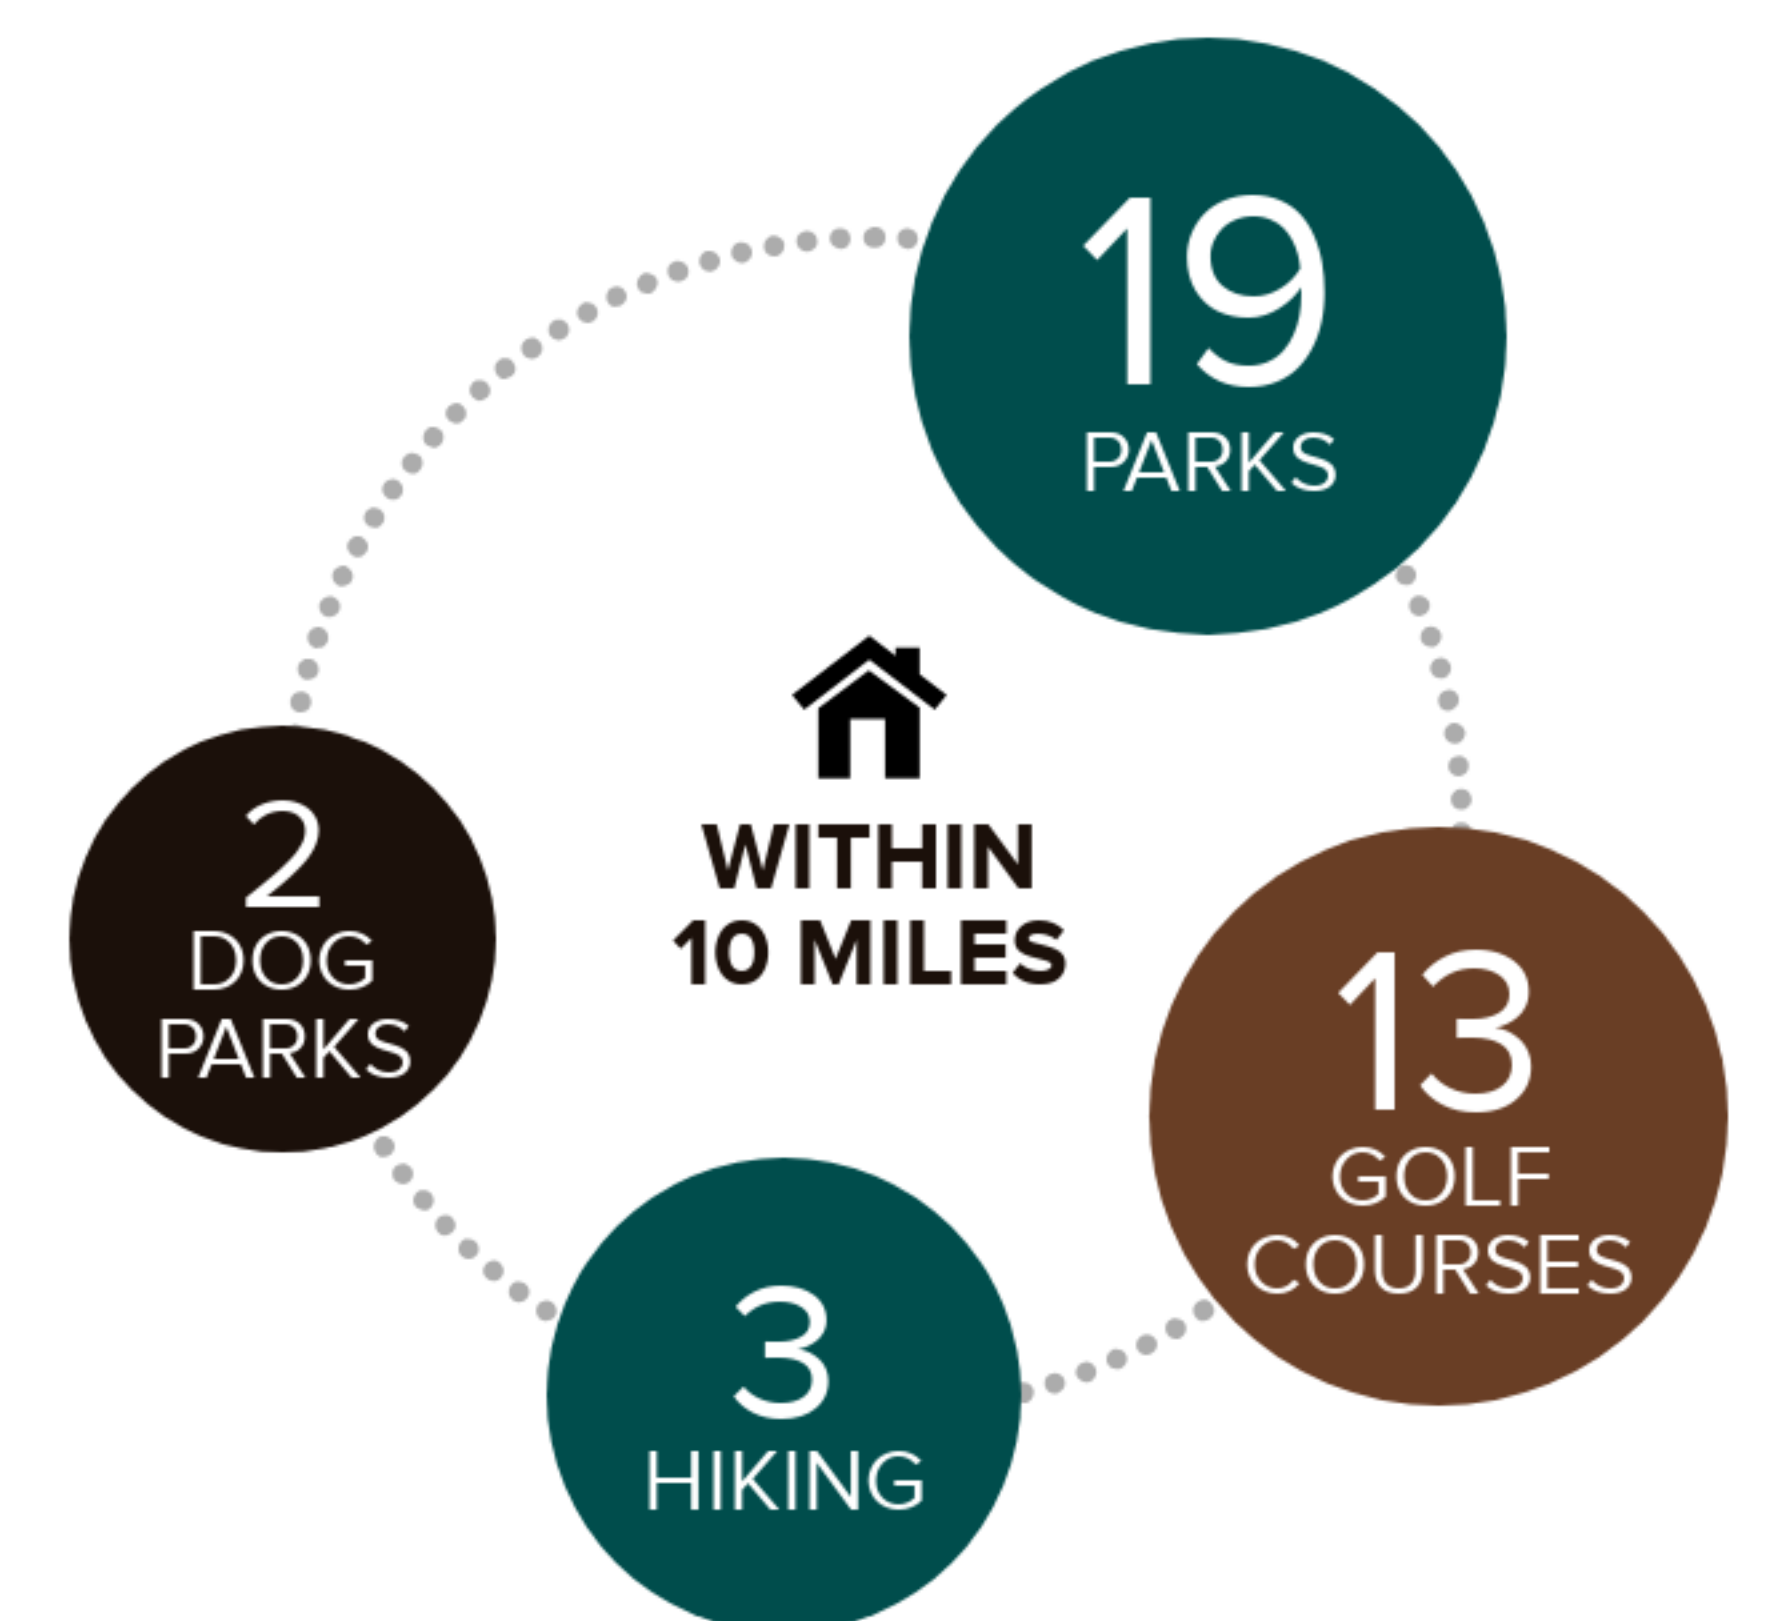 19
PARKS
WITHIN
10 MILES
2
DOG
PARKS
13
GOLF
COURSES
3
HIKING